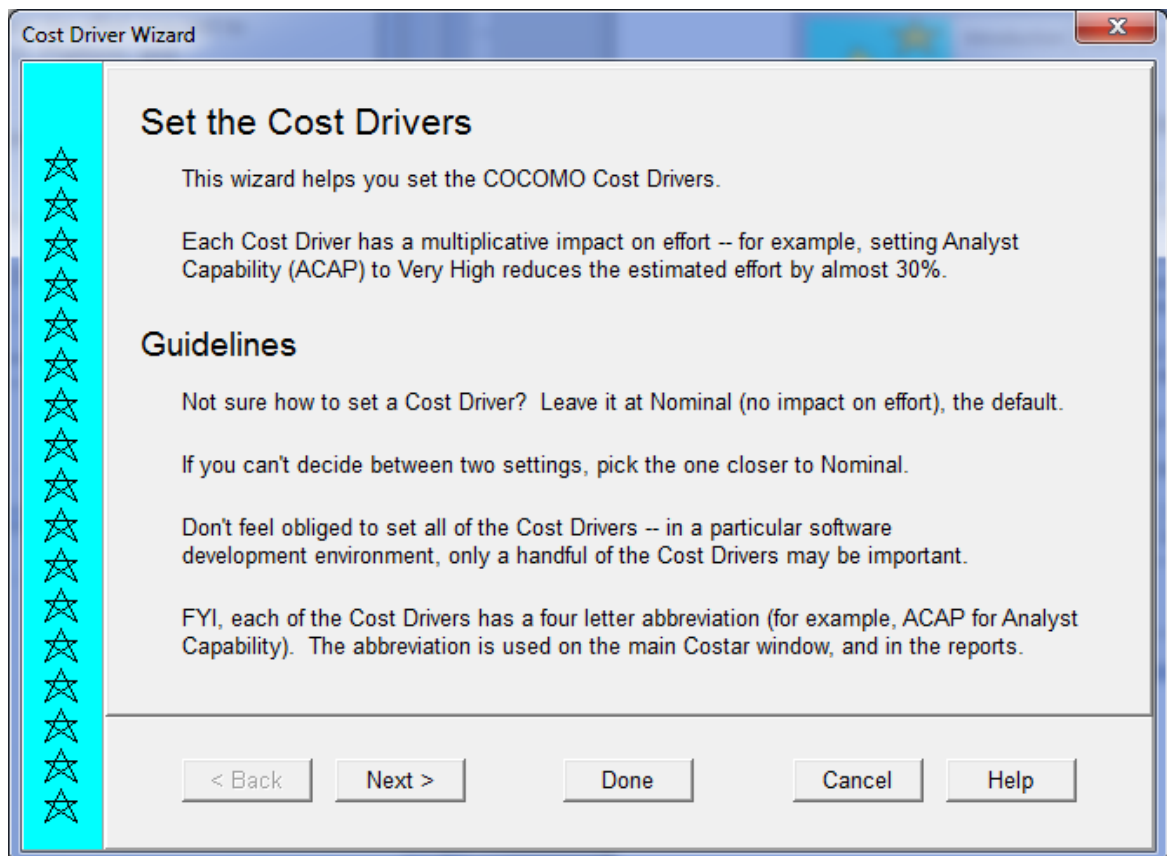 Cost Driver Wizard
X
Set the Cost Drivers
This wizard helps you set the COCOMO Cost Drivers.
Each Cost Driver has a multiplicative impact on effort -- for example, setting Analyst
Capability (ACAP) to Very High reduces the estimated effort by almost 30%.
Guidelines
Not sure how to set a Cost Driver?  Leave it at Nominal (no impact on effort), the default.
If you can't decide between two settings, pick the one closer to Nominal.
Don't feel obliged to set all of the Cost Drivers -- in a particular software
development environment, only a handful of the Cost Drivers may be important.
FYI, each of the Cost Drivers has a four letter abbreviation (for example, ACAP for Analyst
Capability).  The abbreviation is used on the main Costar window, and in the reports.
< Back Next > Done Cancel Help